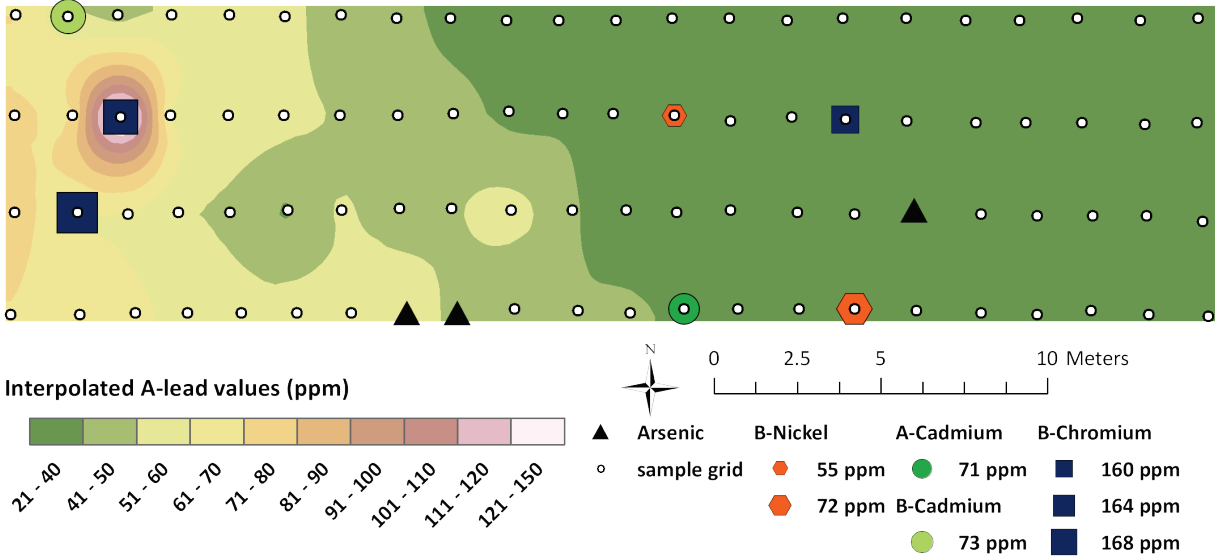 N
0 2.5 5 10 Meters
Interpolated A-lead values (ppm)
21 - 40
41 - 50
51 - 60
61 - 70
71 - 80
81 - 90
91 - 100
101 - 110
111 - 120
121 - 150
Arsenic
sample grid
B-Nickel
55 ppm
72 ppm
A-Cadmium
71 ppm
B-Cadmium
73 ppm
B-Chromium
160 ppm
164 ppm
168 ppm